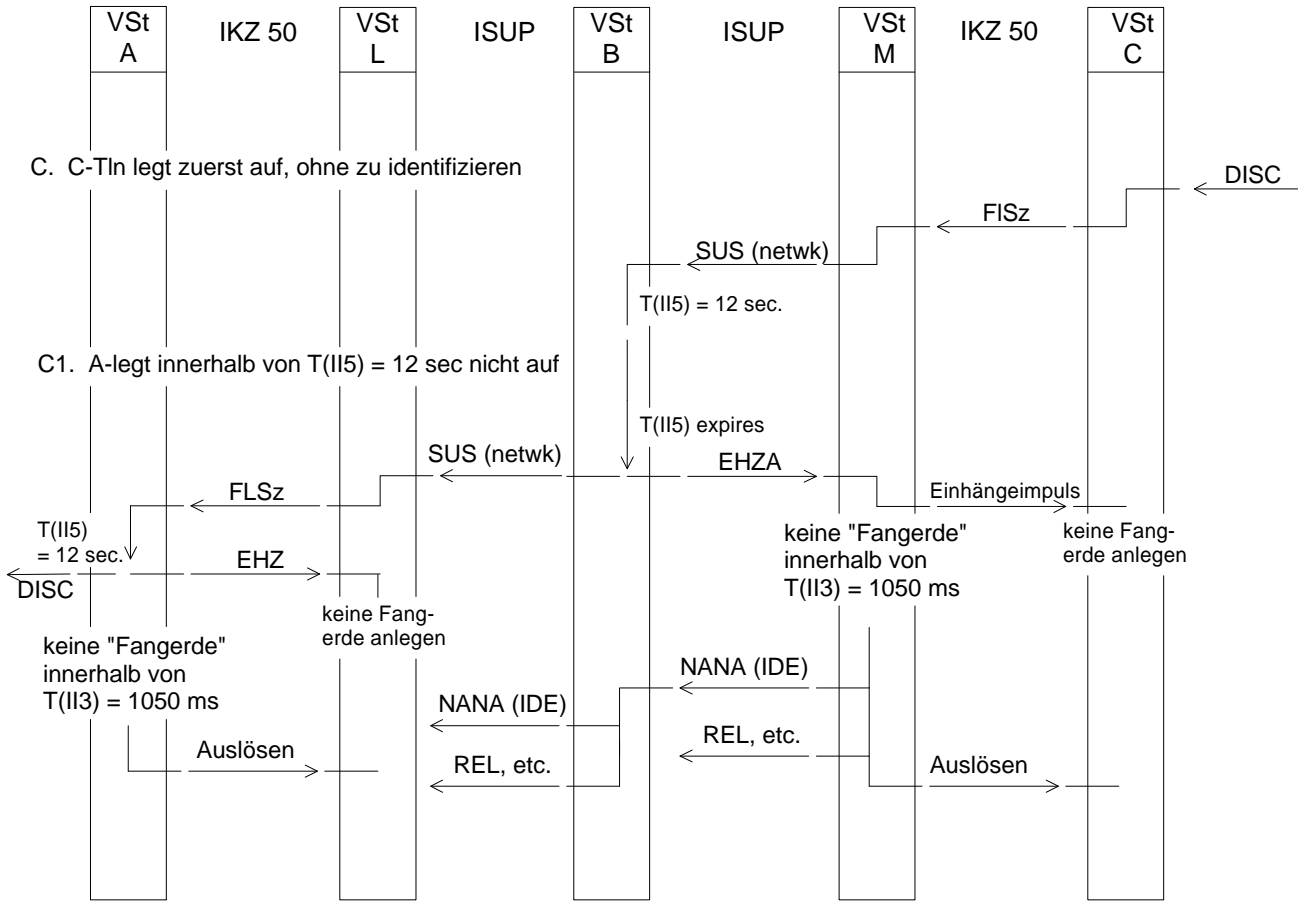 VSt
A
IKZ 50
VSt
L
ISUP
VSt
B
ISUP
VSt
M
IKZ 50
VSt
C
C. C-Tln legt zuerst auf, ohne zu identifizieren
DISC
FlSz
SUS (netwk)
T(II5) = 12 sec.
C1. A-legt innerhalb von T(II5) = 12 sec nicht auf
T(II5) expires
SUS (netwk)
EHZA
FLSz
Einhängeimpuls
T(II5)
= 12 sec.
DISC
EHZ
keine Fang-
erde anlegen
keine "Fangerde"
innerhalb von
T(II3) = 1050 ms
keine Fang-
erde anlegen
keine "Fangerde"
innerhalb von
T(II3) = 1050 ms
NANA (IDE)
NANA (IDE)
REL, etc.
Auslösen
REL, etc.
Auslösen